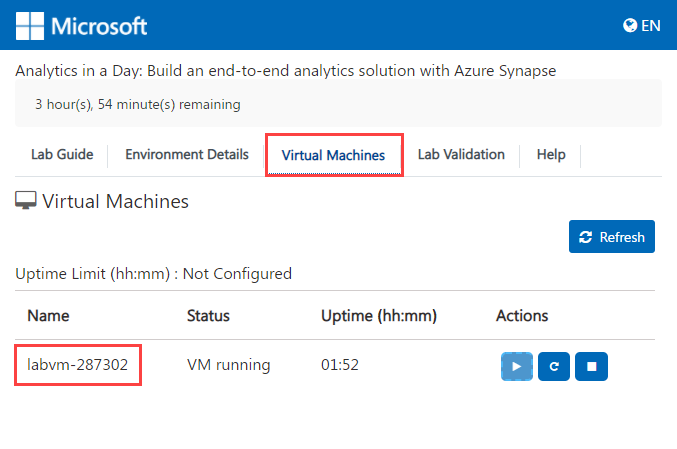 Microsoft EN
Analytics in a Day: Build an end-to-end analytics solution with Azure Synapse
3 hour(s), 54 minute(s) remaining
Lab Guide Environment Details Virtual Machines Lab Validation Help
Virtual Machines
Refresh
Uptime Limit (hh:mm) : Not Configured
Name Status Uptime (hh:mm) Actions
labvm-287302 VM running 01:52